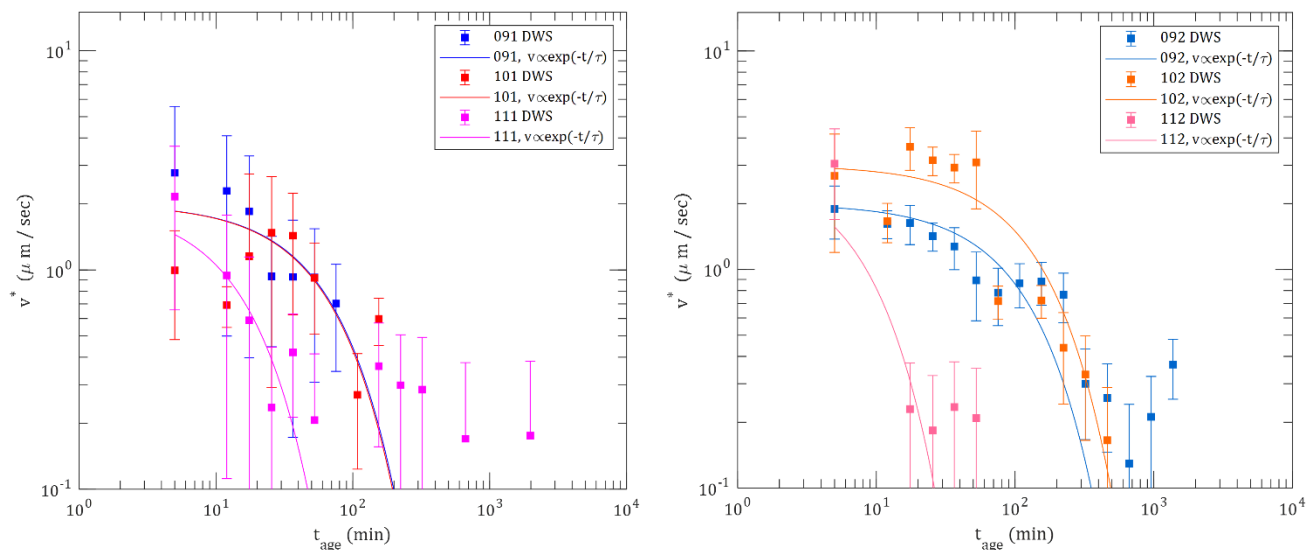 091 DWS
091, v∝exp(-t/τ)
101 DWS
101, v∝exp(-t/τ)
111 DWS
111, v∝exp(-t/τ)
10^1
10^0
10^-1
v* (μ m / sec)
10^0 10^1 10^2 10^3 10^4
t_age (min)
092 DWS
092, v∝exp(-t/τ)
102 DWS
102, v∝exp(-t/τ)
112 DWS
112, v∝exp(-t/τ)
10^1
10^0
10^-1
v* (μ m / sec)
10^0 10^1 10^2 10^3 10^4
t_age (min)